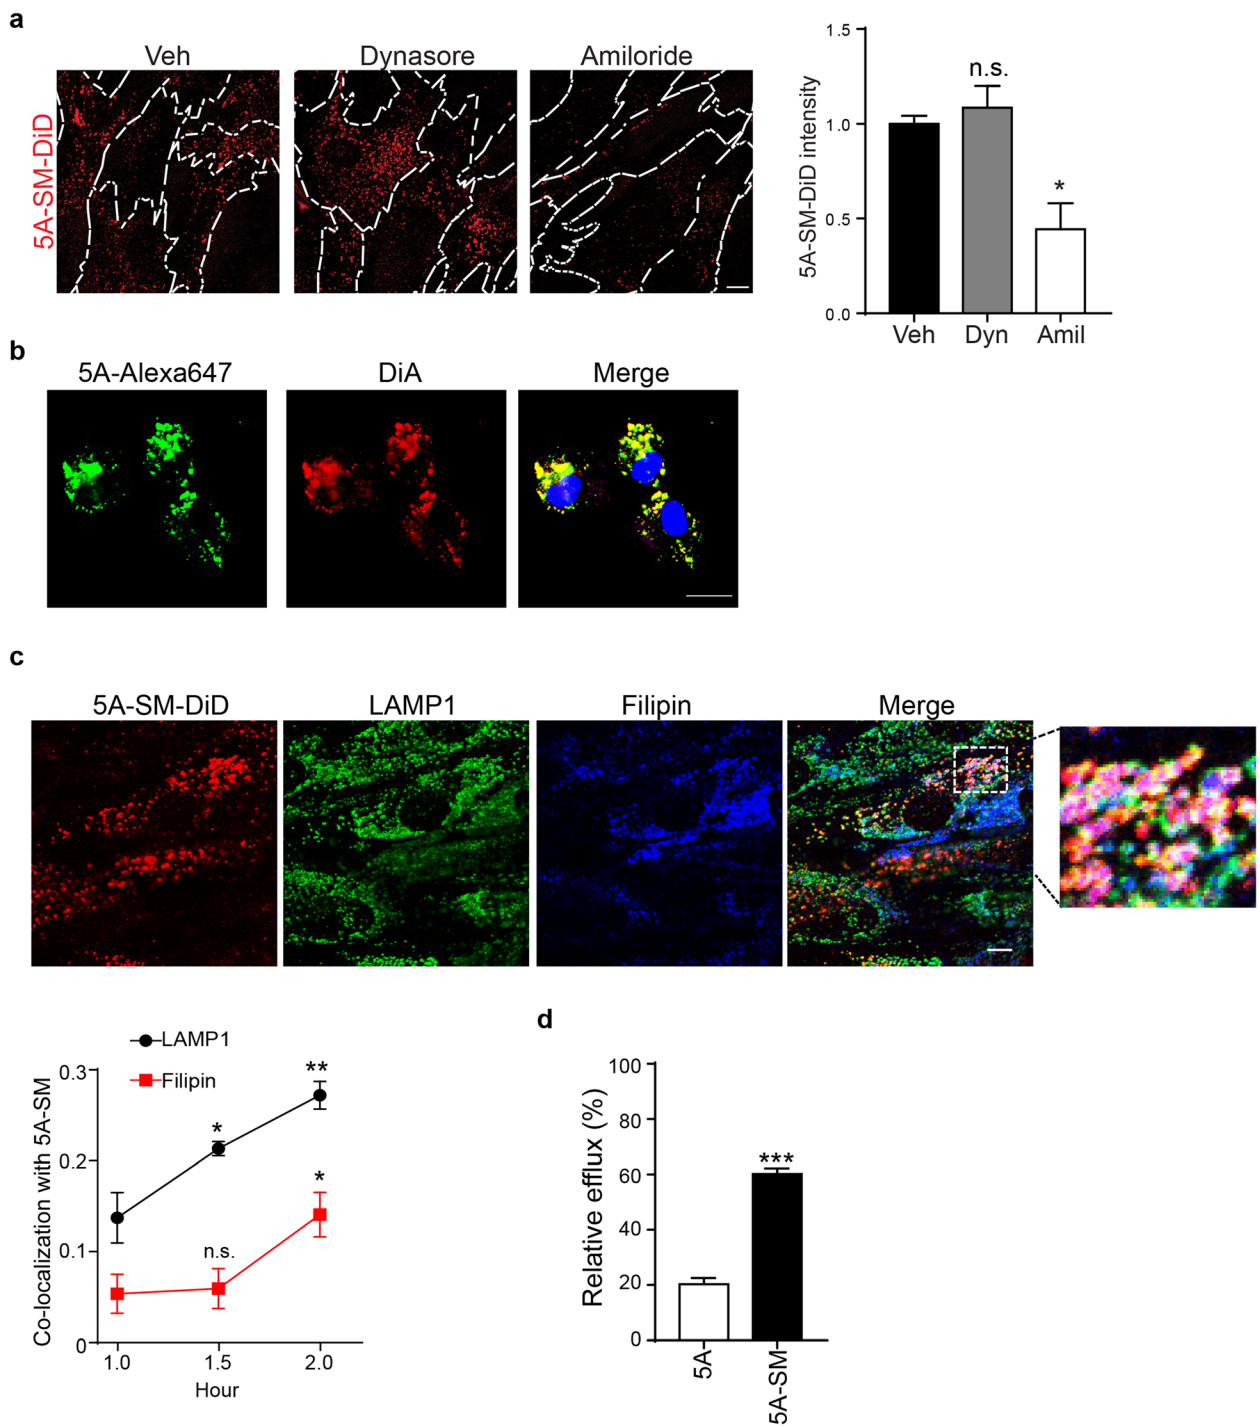 a
Veh Dynasore Amiloride
5A-SM-DiD
5A-SM-DiD intensity
1.5
1.0
0.5
0.0
n.s.
*
Veh Dyn Amil
b
5A-Alexa647 DiA Merge
c
5A-SM-DiD LAMP1 Filipin Merge
LAMP1
Filipin
Co-localization with 5A-SM
0.3
0.2
0.1
0
*
**
n.s.
*
1.0 1.5 2.0
Hour
d
Relative efflux (%)
100
80
60
40
20
0
***
5A
5A-SM